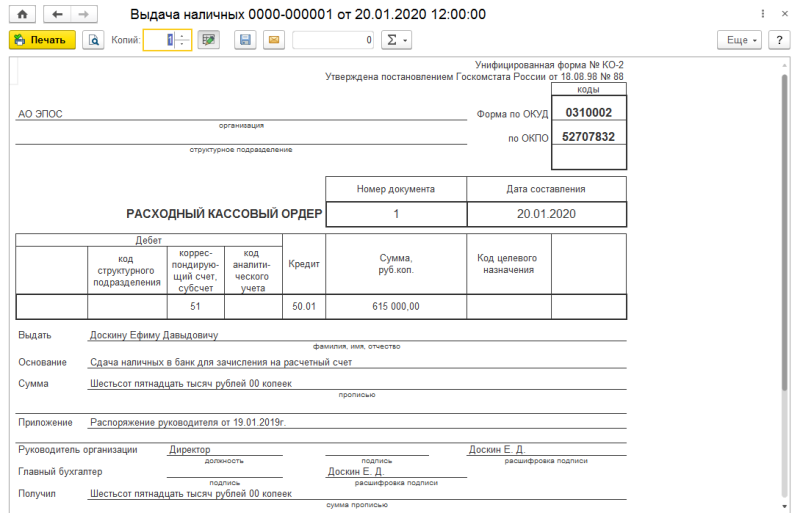 Выдача наличных 0000-000001 от 20.01.2020 12:00:00
Печать Копий: 1 0 Σ Еще ?
Унифицированная форма № КО-2
Утверждена постановлением Госкомстата России от 18.08.98 № 88
коды
Форма по ОКУД 0310002
АО ЭПОС по ОКПО 52707832
организация
структурное подразделение
Номер документа Дата составления
РАСХОДНЫЙ КАССОВЫЙ ОРДЕР 1 20.01.2020
Дебет Кредит Сумма, руб.коп. Код целевого назначения
код структурного подразделения
коррес-
пондирую-
щий счет,
субсчет
код
аналити-
ческого
учета
51 50.01 615 000,00
Выдать Доскину Ефиму Давыдовичу
фамилия, имя, отчество
Основание Сдача наличных в банк для зачисления на расчетный счет
Сумма Шестьсот пятнадцать тысяч рублей 00 копеек
прописью
Приложение Распоряжение руководителя от 19.01.2019г.
Руководитель организации Директор Доскин Е. Д.
должность подпись расшифровка подписи
Главный бухгалтер Доскин Е. Д.
подпись расшифровка подписи
Получил Шестьсот пятнадцать тысяч рублей 00 копеек
сумма прописью